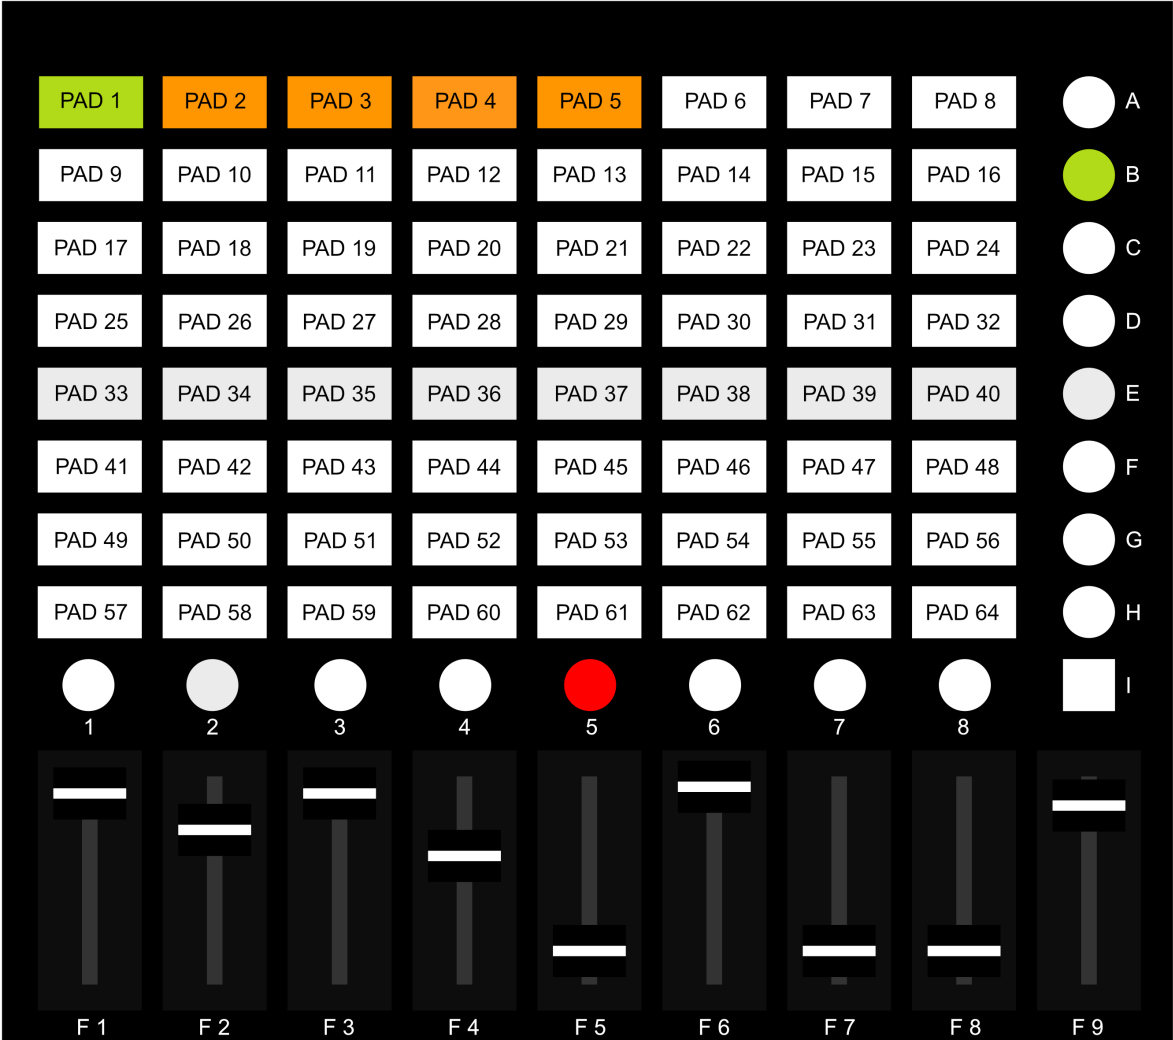 PAD 1 PAD 2 PAD 3 PAD 4 PAD 5 PAD 6 PAD 7 PAD 8 A
PAD 9 PAD 10 PAD 11 PAD 12 PAD 13 PAD 14 PAD 15 PAD 16 B
PAD 17 PAD 18 PAD 19 PAD 20 PAD 21 PAD 22 PAD 23 PAD 24 C
PAD 25 PAD 26 PAD 27 PAD 28 PAD 29 PAD 30 PAD 31 PAD 32 D
PAD 33 PAD 34 PAD 35 PAD 36 PAD 37 PAD 38 PAD 39 PAD 40 E
PAD 41 PAD 42 PAD 43 PAD 44 PAD 45 PAD 46 PAD 47 PAD 48 F
PAD 49 PAD 50 PAD 51 PAD 52 PAD 53 PAD 54 PAD 55 PAD 56 G
PAD 57 PAD 58 PAD 59 PAD 60 PAD 61 PAD 62 PAD 63 PAD 64 H
I
1 2 3 4 5 6 7 8
F 1 F 2 F 3 F 4 F 5 F 6 F 7 F 8 F 9